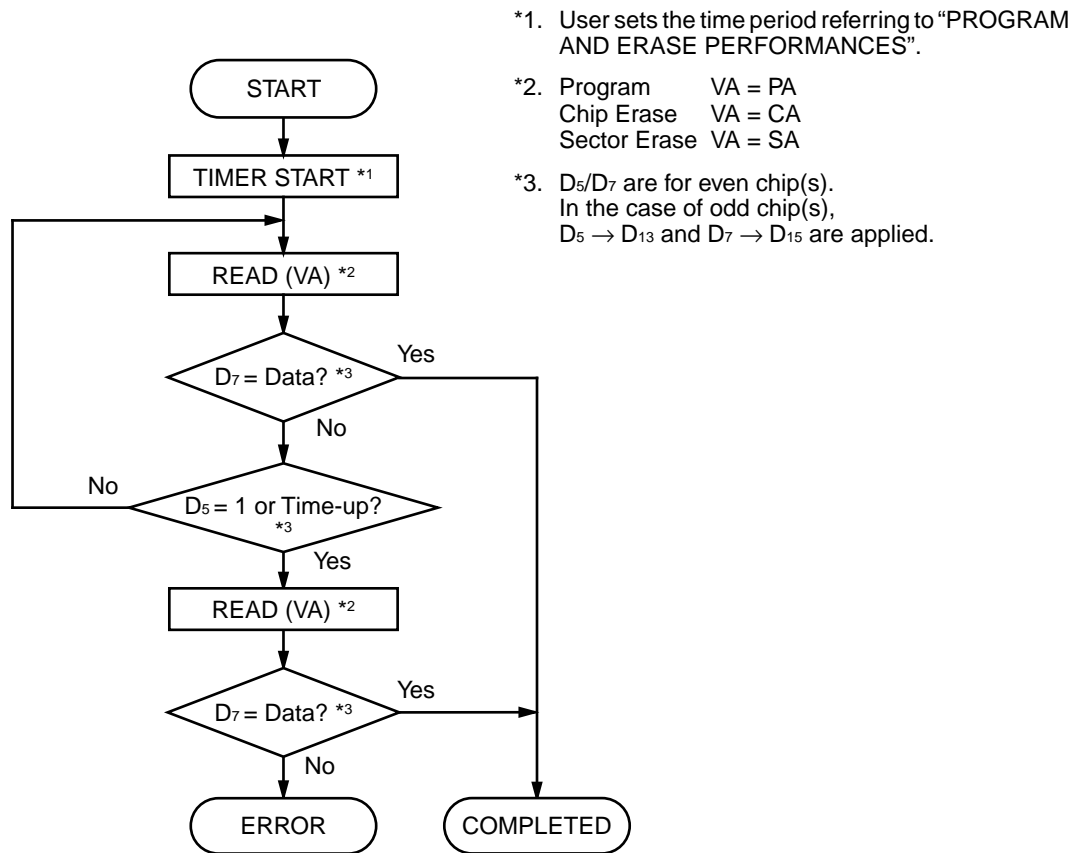 *1. User sets the time period referring to “PROGRAM
AND ERASE PERFORMANCES”.
*2. Program VA = PA
Chip Erase VA = CA
Sector Erase VA = SA
*3. D5/D7 are for even chip(s).
In the case of odd chip(s),
D5 → D13 and D7 → D15 are applied.
START
TIMER START *1
READ (VA) *2
D7 = Data? *3
Yes
No
D5 = 1 or Time-up?
*3
No
Yes
READ (VA) *2
D7 = Data? *3
Yes
No
ERROR
COMPLETED